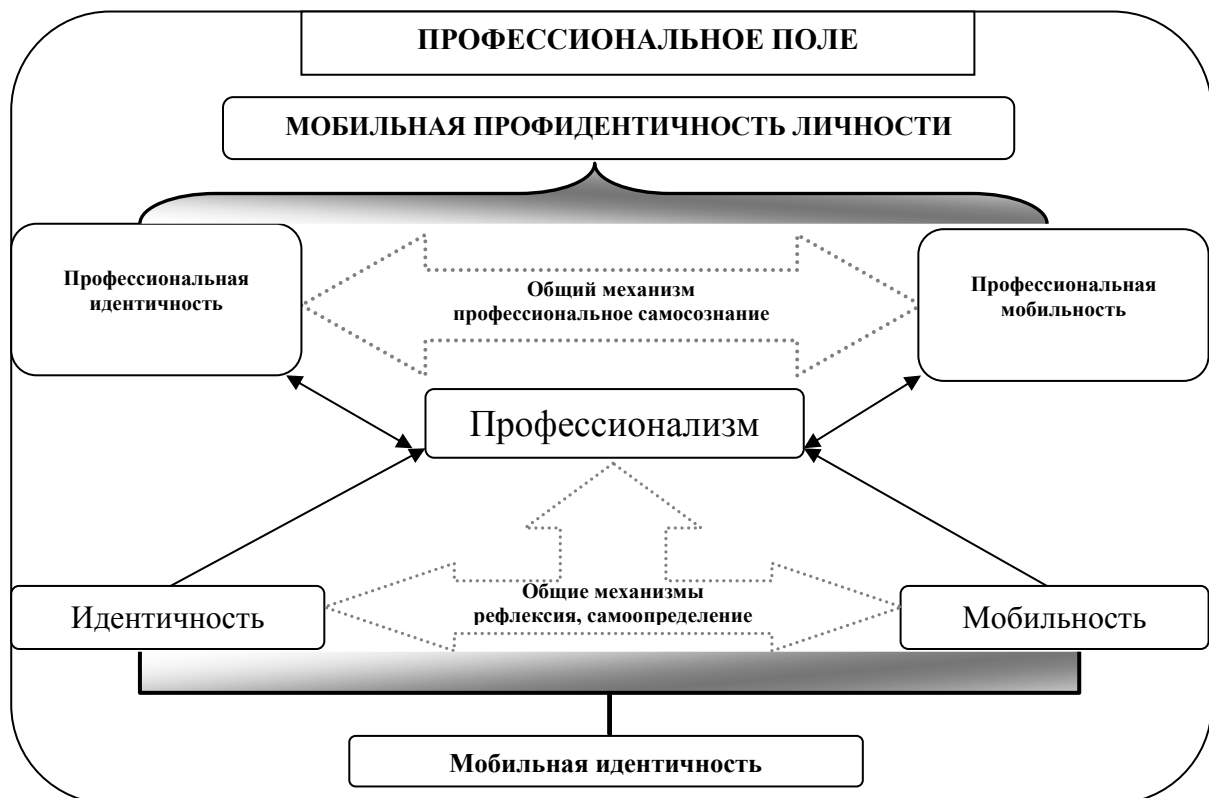 ПРОФЕССИОНАЛЬНОЕ ПОЛЕ
МОБИЛЬНАЯ ПРОФИДЕНТИЧНОСТЬ ЛИЧНОСТИ
Профессиональная
идентичность
Общий механизм
профессиональное самосознание
Профессиональная
мобильность
Профессионализм
Идентичность
Общие механизмы
рефлексия, самоопределение
Мобильность
Мобильная идентичность